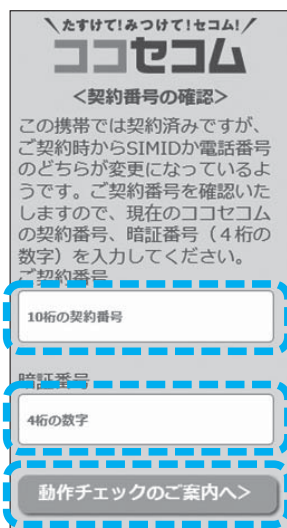 たすけて!みつけて!セコム!
ココセコム
<契約番号の確認>
この携帯では契約済みですが、
ご契約時からSIMIDか電話番号
のどちらが変更になっているよ
うです。ご契約番号を確認いた
しますので、現在のココセコム
の契約番号、暗証番号(4桁の
数字)を入力してください。
ご契約番号
10桁の契約番号
暗証番号
4桁の数字
動作チェックのご案内へ>